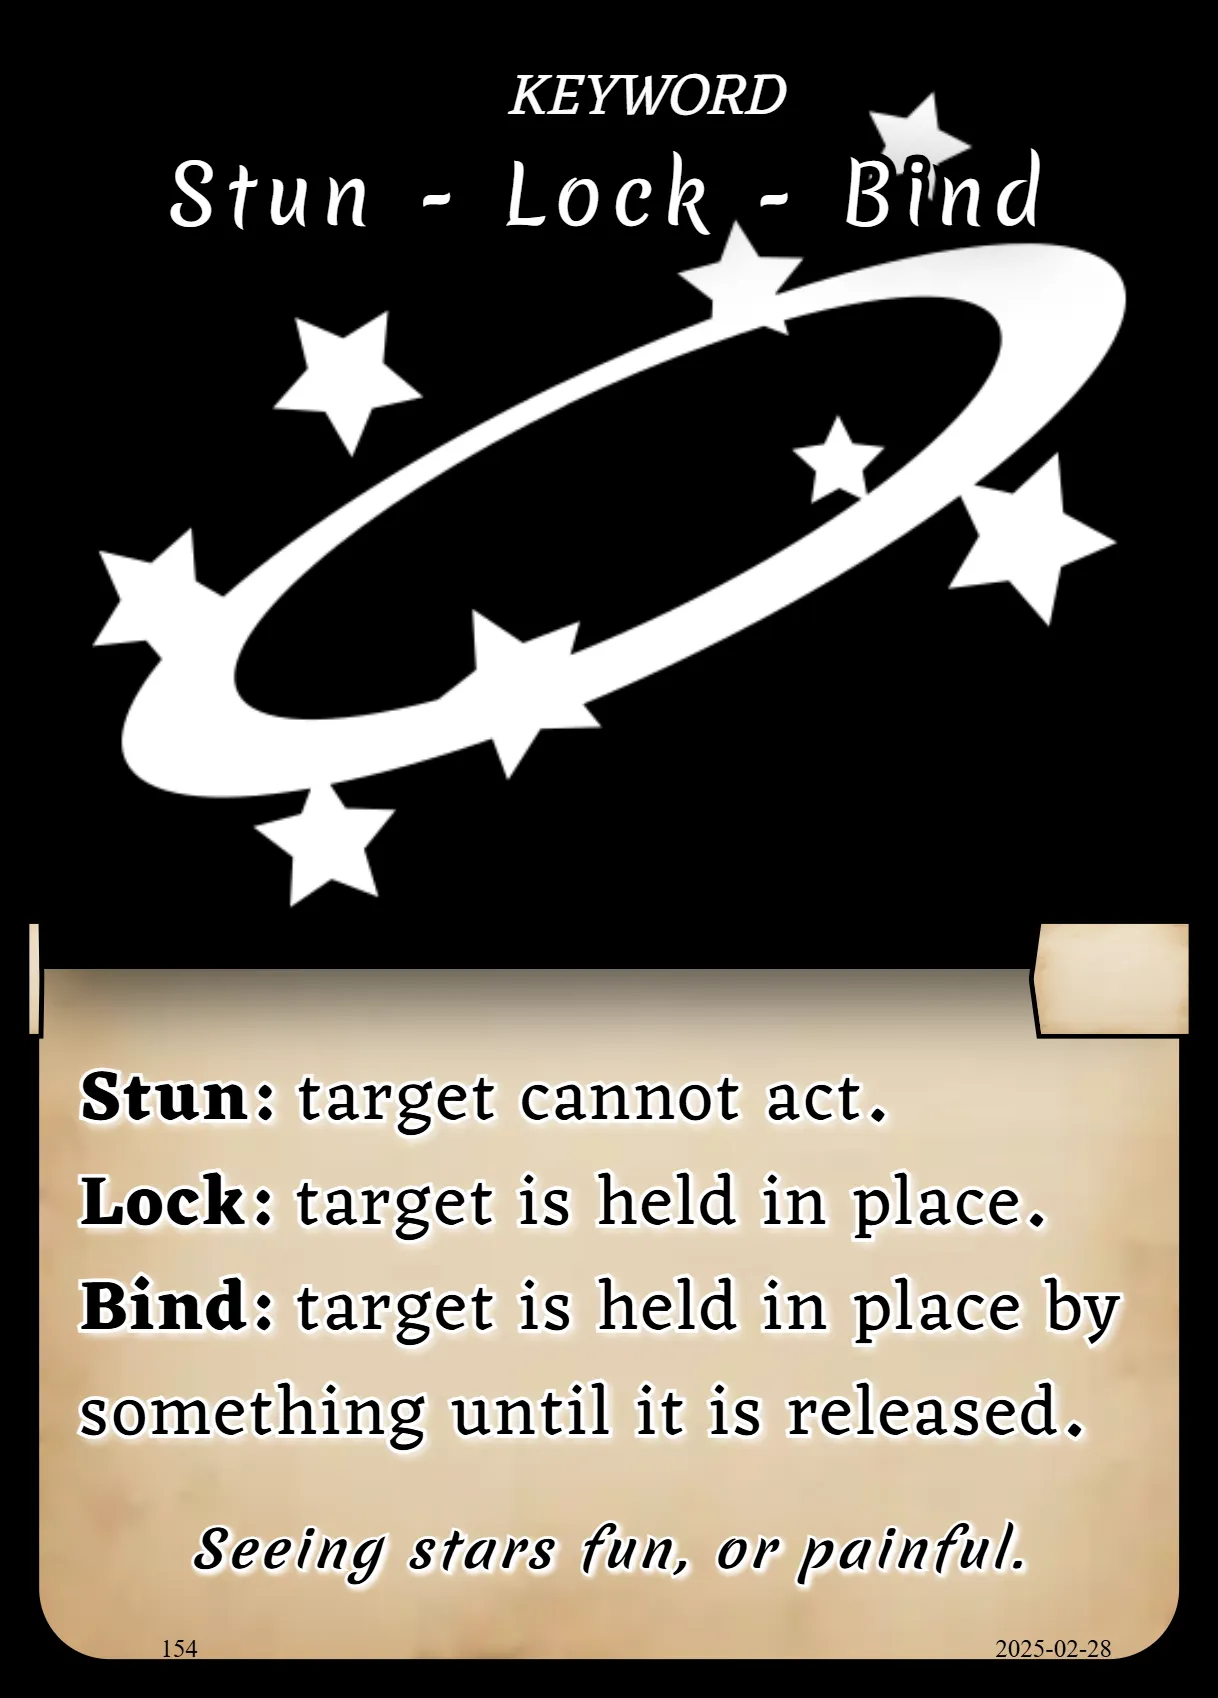 KEYWORD
Stun - Lock - Bind
Stun: target cannot act.
Lock: target is held in place.
Bind: target is held in place by
something until it is released.
Seeing stars fun, or painful.
154 2025-02-28